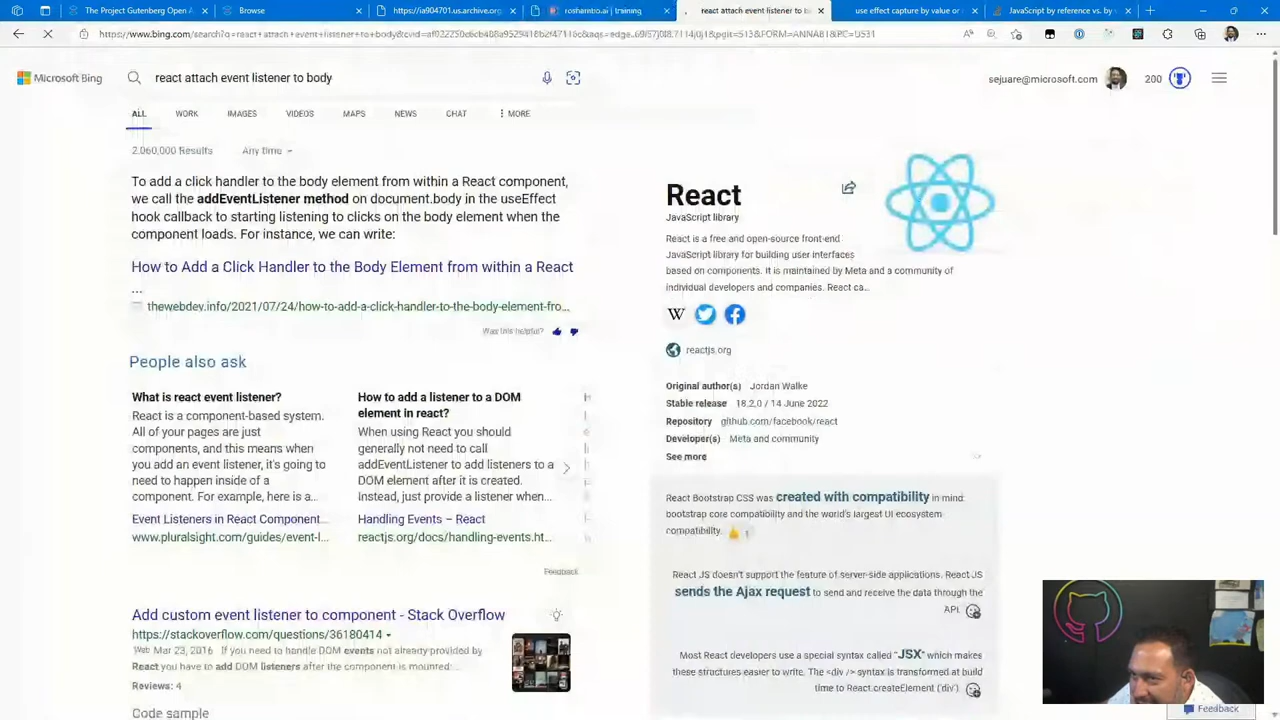 The Project Gutenberg Open A
Browse
https://ia904701.us.archive.org
roshambo.ai | training
react attach event listener to b
use effect capture by value or
JavaScript by reference vs. by v
react attach event listener to body
Microsoft Bing
sejuare@microsoft.com
200
ALL
WORK
IMAGES
VIDEOS
MAPS
NEWS
CHAT
MORE
2,060,000 Results
Any time
To add a click handler to the body element from within a React component,
we call the addEventListener method on document.body in the useEffect
hook callback to starting listening to clicks on the body element when the
component loads. For instance, we can write:
How to Add a Click Handler to the Body Element from within a React
...
thewebdev.info/2021/07/24/how-to-add-a-click-handler-to-the-body-element-fro...
Was this helpful?
People also ask
What is react event listener?
React is a component-based system.
All of your pages are just
components, and this means when
you add an event listener, it's going to
need to happen inside of a
component. For example, here is a...
Event Listeners in React Component...
www.pluralsight.com/guides/event-l...
How to add a listener to a DOM
element in react?
When using React you should
generally not need to call
addEventListener to add listeners to a
DOM element after it is created.
Instead, just provide a listener when...
Handling Events – React
reactjs.org/docs/handling-events.ht...
Feedback
Add custom event listener to component - Stack Overflow
https://stackoverflow.com/questions/36180414
Web Mar 23, 2016 If you need to handle DOM events not already provided by
React you have to add DOM listeners after the component is mounted:...
Reviews: 4
Code sample
React
JavaScript library
React is a free and open-source front-end
JavaScript library for building user interfaces
based on components. It is maintained by Meta and a community of
individual developers and companies. React ca...
W
reactjs.org
Original author(s) Jordan Walke
Stable release 18.2.0 / 14 June 2022
Repository github.com/facebook/react
Developer(s) Meta and community
See more
React Bootstrap CSS was created with compatibility in mind:
bootstrap core compatibility and the world's largest UI ecosystem
compatibility. 1
React JS doesn't support the feature of server-side applications. React JS
sends the Ajax request to send and receive the data through the
API.
Most React developers use a special syntax called "JSX" which makes
these structures easier to write. The <div /> syntax is transformed at build
time to React.createElement ('div').
Feedback